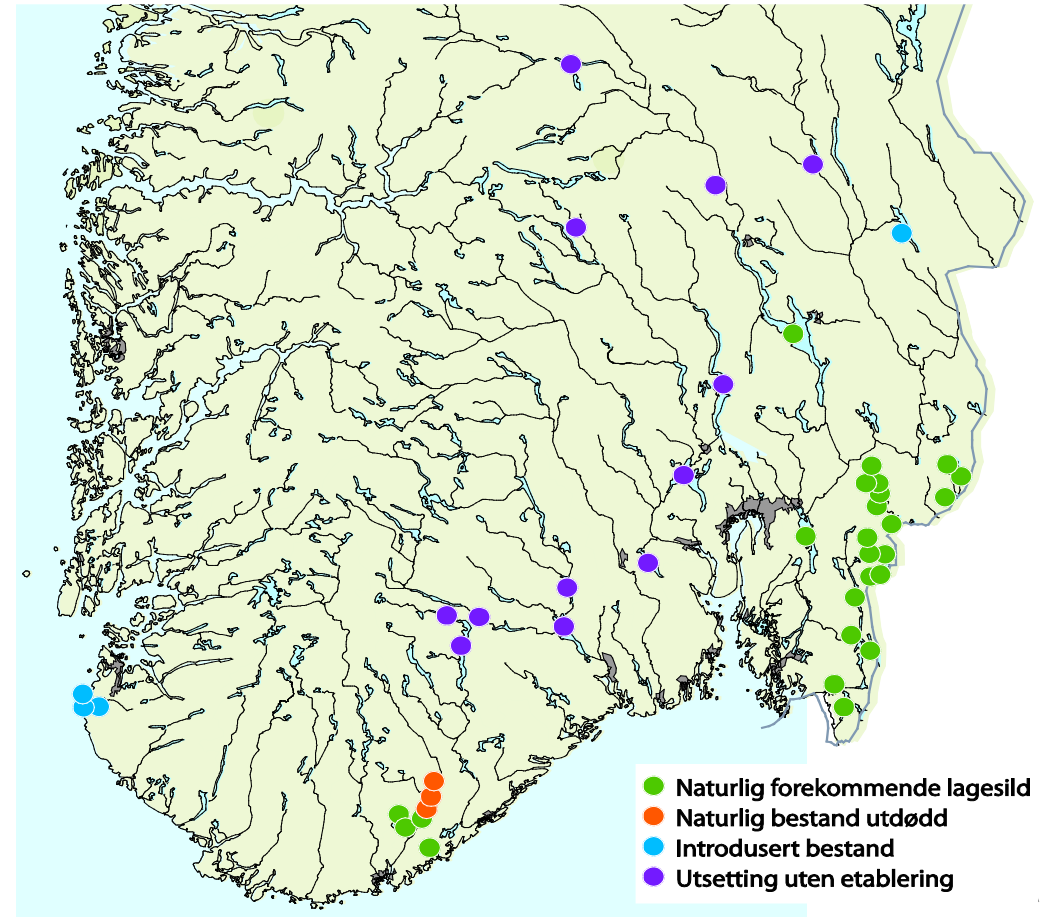 Naturlig forekommende lagesild
Naturlig bestand utdødd
Introdusert bestand
Utsetting uten etablering